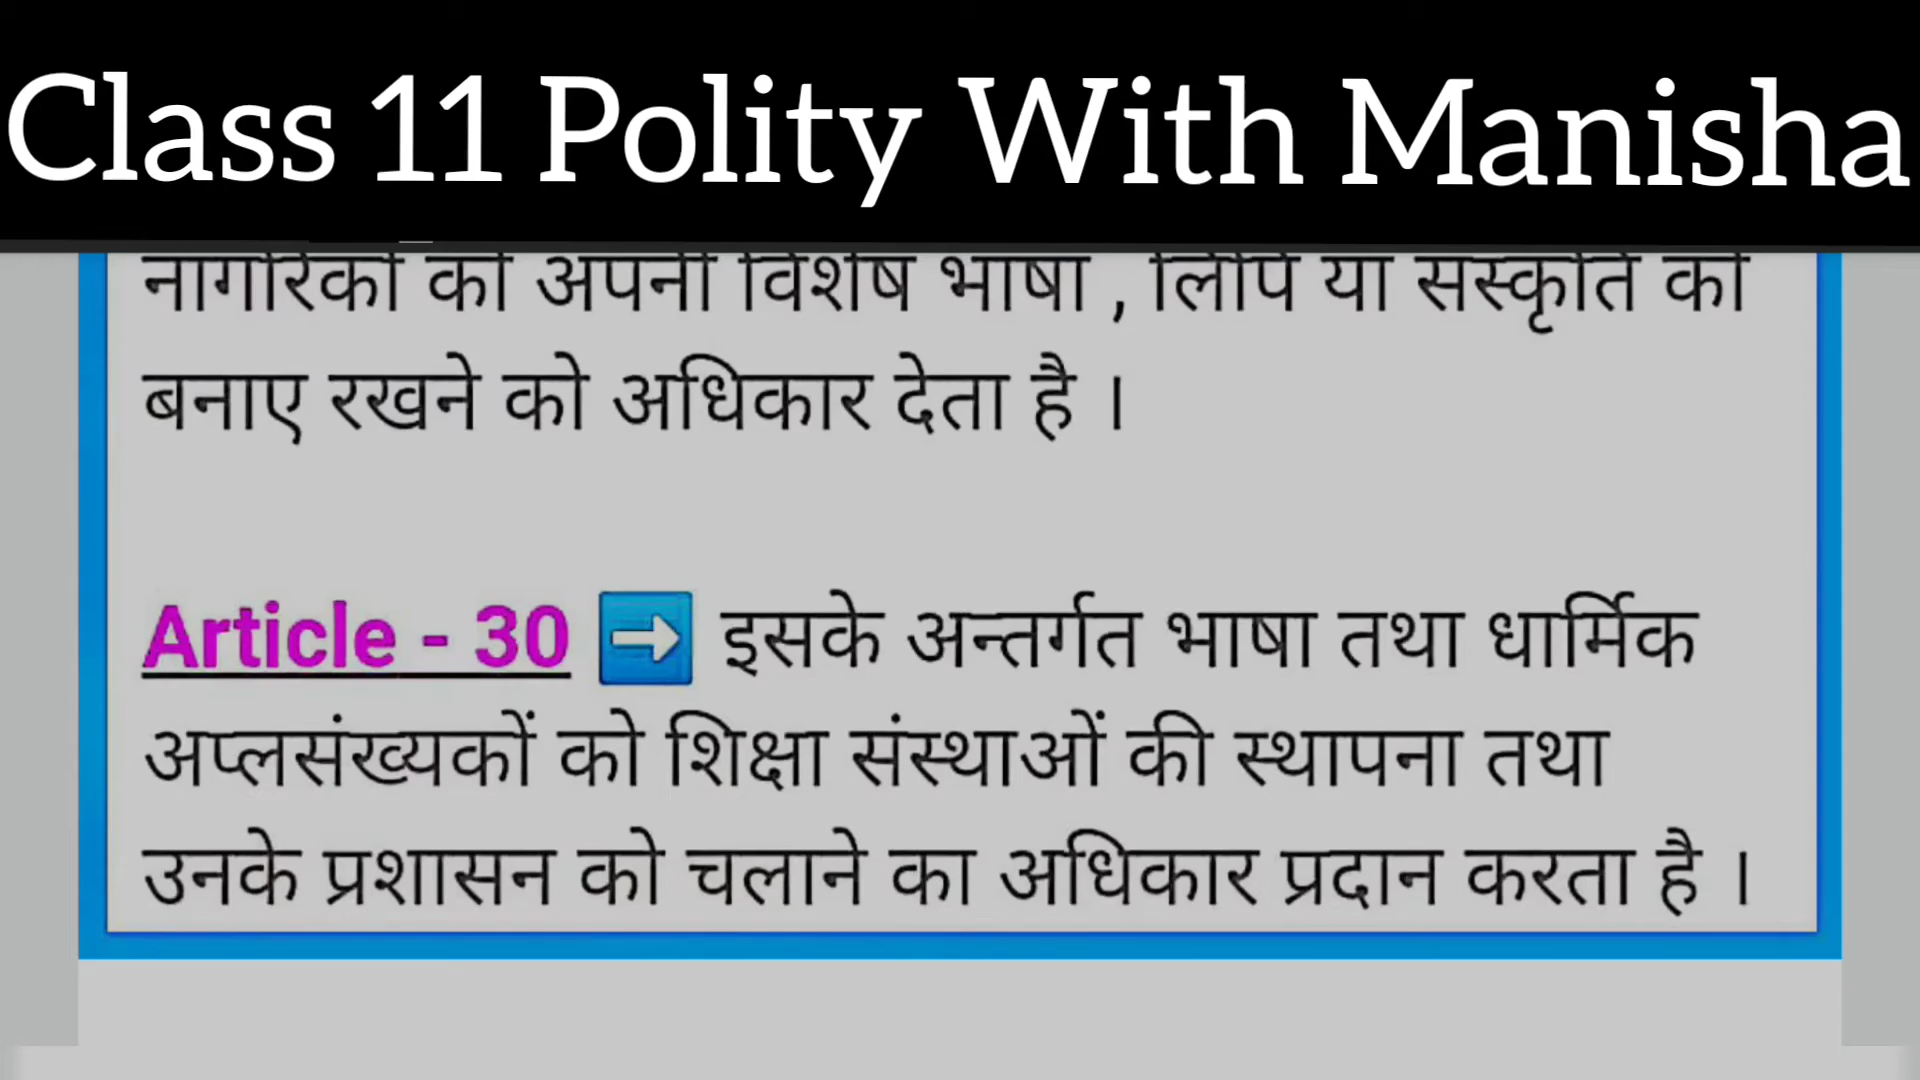 Class 11 Polity With Manisha
नागरिकों को अपनी विशेष भाषा , लिपि या संस्कृति को
बनाए रखने को अधिकार देता है ।
Article - 30 ➡ इसके अन्तर्गत भाषा तथा धार्मिक
अप्लसंख्यकों को शिक्षा संस्थाओं की स्थापना तथा
उनके प्रशासन को चलाने का अधिकार प्रदान करता है ।